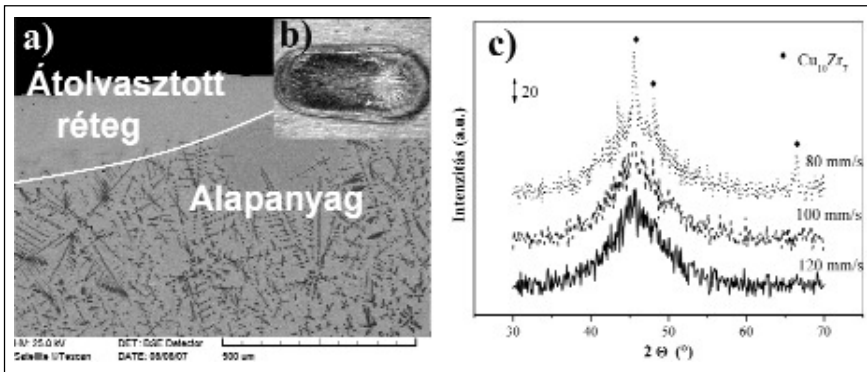 a)
b)
Átolvasztott
réteg
Alapanyag
HV: 25.0 kV DET: BSE Detector
DATE: 08/08/07 500 um
c)
Cu10Zr7
20
80 mm/s
100 mm/s
120 mm/s
Intenzitás (a.u.)
30 40 50 60 70
2 Θ (°)